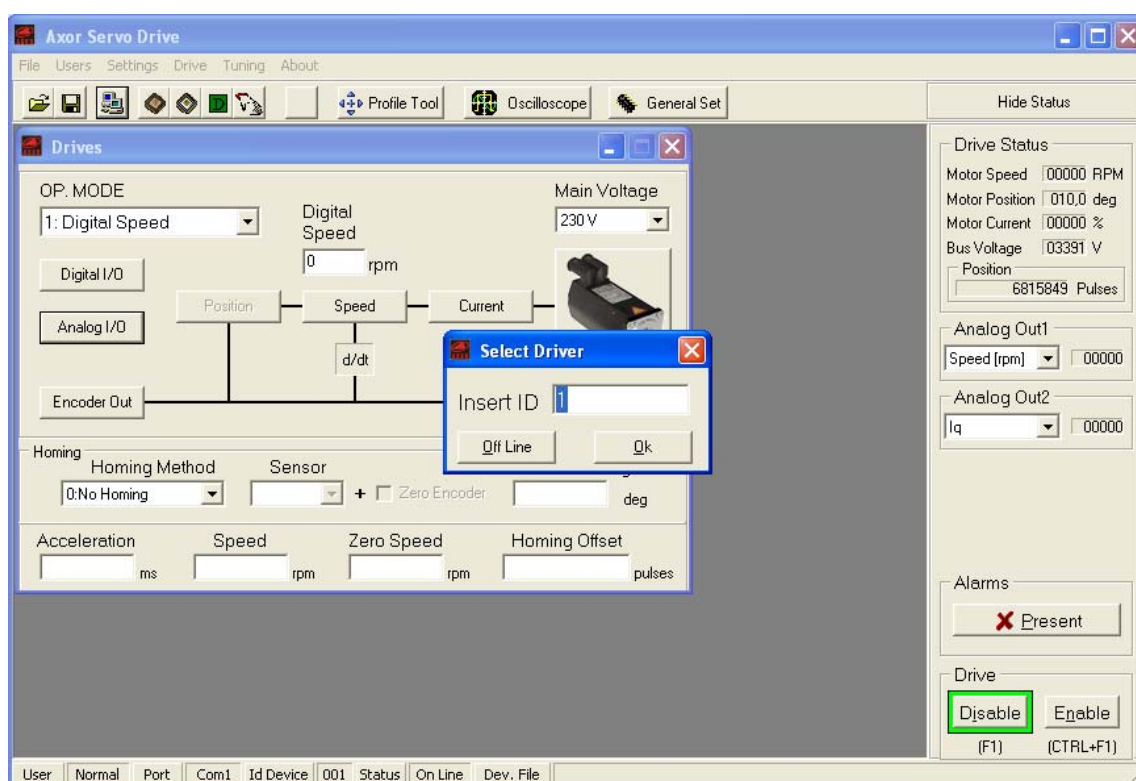 Axor Servo Drive
File Users Settings Drive Tuning About
Profile Tool Oscilloscope General Set Hide Status
Drives
OP. MODE
1: Digital Speed
Digital Speed
0 rpm
Main Voltage
230 V
Digital I/O
Analog I/O
Encoder Out
Position Speed Current
d/dt
Select Driver
Insert ID 1
Off Line Ok
Homing
Homing Method Sensor
0:No Homing + Zero Encoder deg
Acceleration Speed Zero Speed Homing Offset
ms rpm rpm pulses
Drive Status
Motor Speed 00000 RPM
Motor Position 010,0 deg
Motor Current 00000 %
Bus Voltage 03391 V
Position
6815849 Pulses
Analog Out1
Speed [rpm] 00000
Analog Out2
Iq 00000
Alarms
Present
Drive
Disable Enable
(F1) (CTRL+F1)
User Normal Port Com1 Id Device 001 Status On Line Dev. File